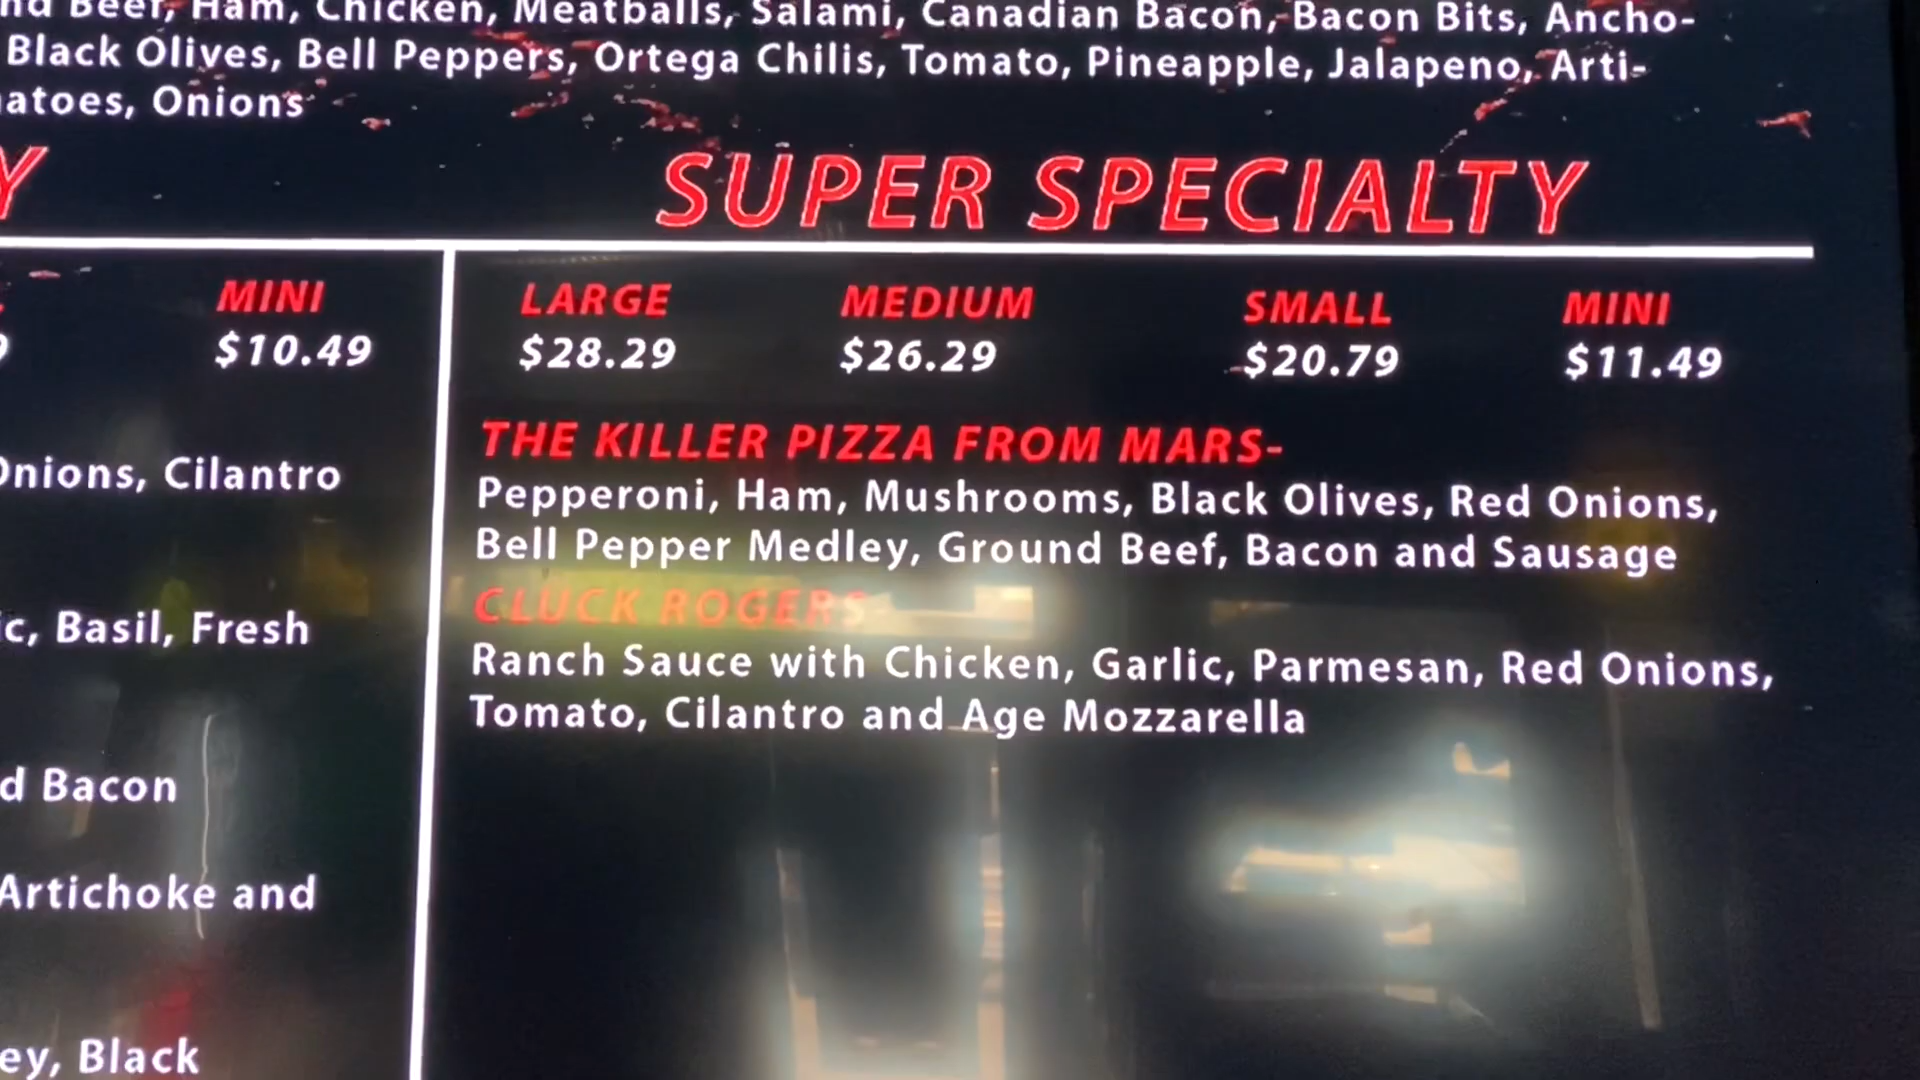 Beef, Ham, Chicken, Meatballs, Salami, Canadian Bacon, Bacon Bits, Ancho-
Black Olives, Bell Peppers, Ortega Chilis, Tomato, Pineapple, Jalapeno, Arti-
atoes, Onions
SUPER SPECIALTY
MINI
$10.49
Onions, Cilantro
c, Basil, Fresh
d Bacon
Artichoke and
ey, Black
LARGE MEDIUM SMALL MINI
$28.29 $26.29 $20.79 $11.49
THE KILLER PIZZA FROM MARS-
Pepperoni, Ham, Mushrooms, Black Olives, Red Onions,
Bell Pepper Medley, Ground Beef, Bacon and Sausage
CLUCK ROGERS-
Ranch Sauce with Chicken, Garlic, Parmesan, Red Onions,
Tomato, Cilantro and Age Mozzarella